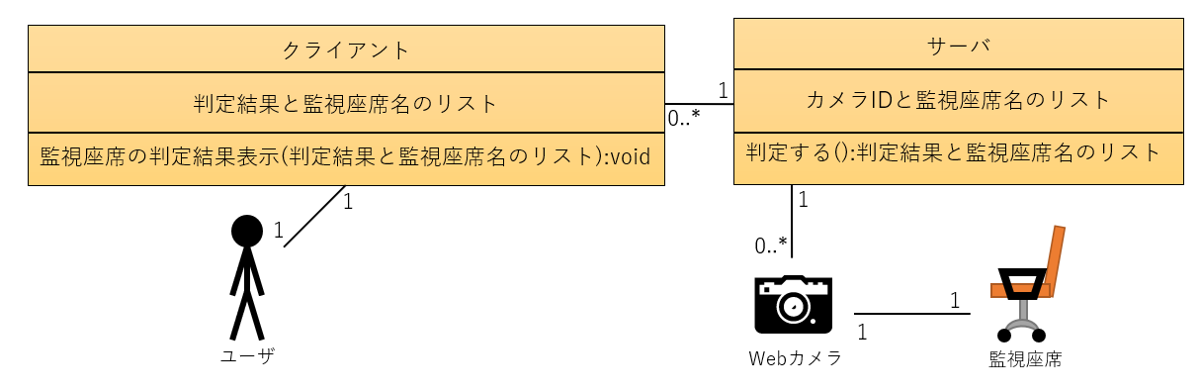 クライアント
判定結果と監視座席名のリスト
監視座席の判定結果表示(判定結果と監視座席名のリスト):void
1
0..*
サーバ
カメラIDと監視座席名のリスト
判定する():判定結果と監視座席名のリスト
1
1
ユーザ
1
0..*
Webカメラ
1
1
監視座席